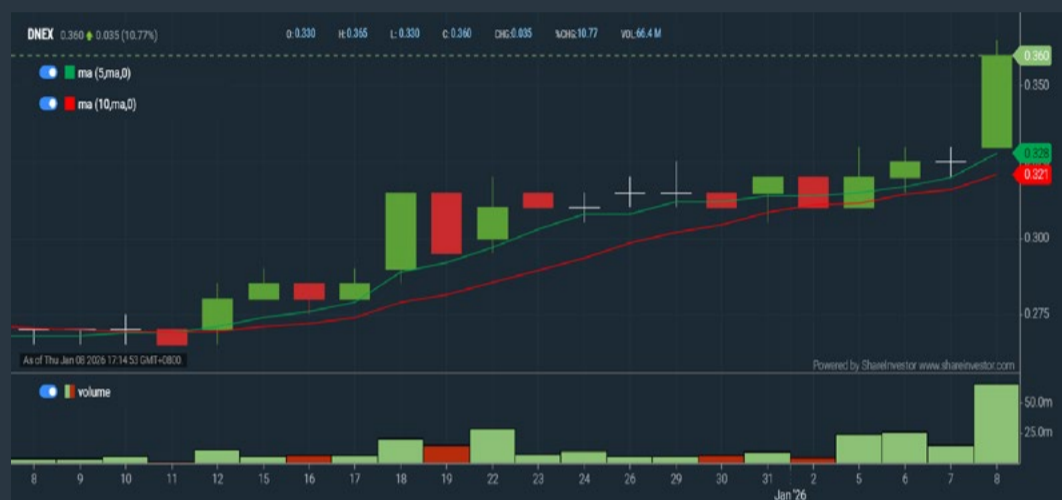 DNEX 0.360 0.035 (10.77%) O: 0.330 H: 0.365 L: 0.330 C: 0.360 CHG: 0.035 %CHG: 10.77 VOL: 66.4 M
0.360
ma (5,ma,0)
0.350
ma (10,ma,0)
0.328
0.321
0.300
0.275
As of Thu Jan 08 2026 17:14:53 GMT+0800
Powered by ShareInvestor www.shareinvestor.com
volume
50.0m
25.0m
8 9 10 11 12 15 16 17 18 19 22 23 24 26 29 30 31 2 5 6 7 8
Jan '26